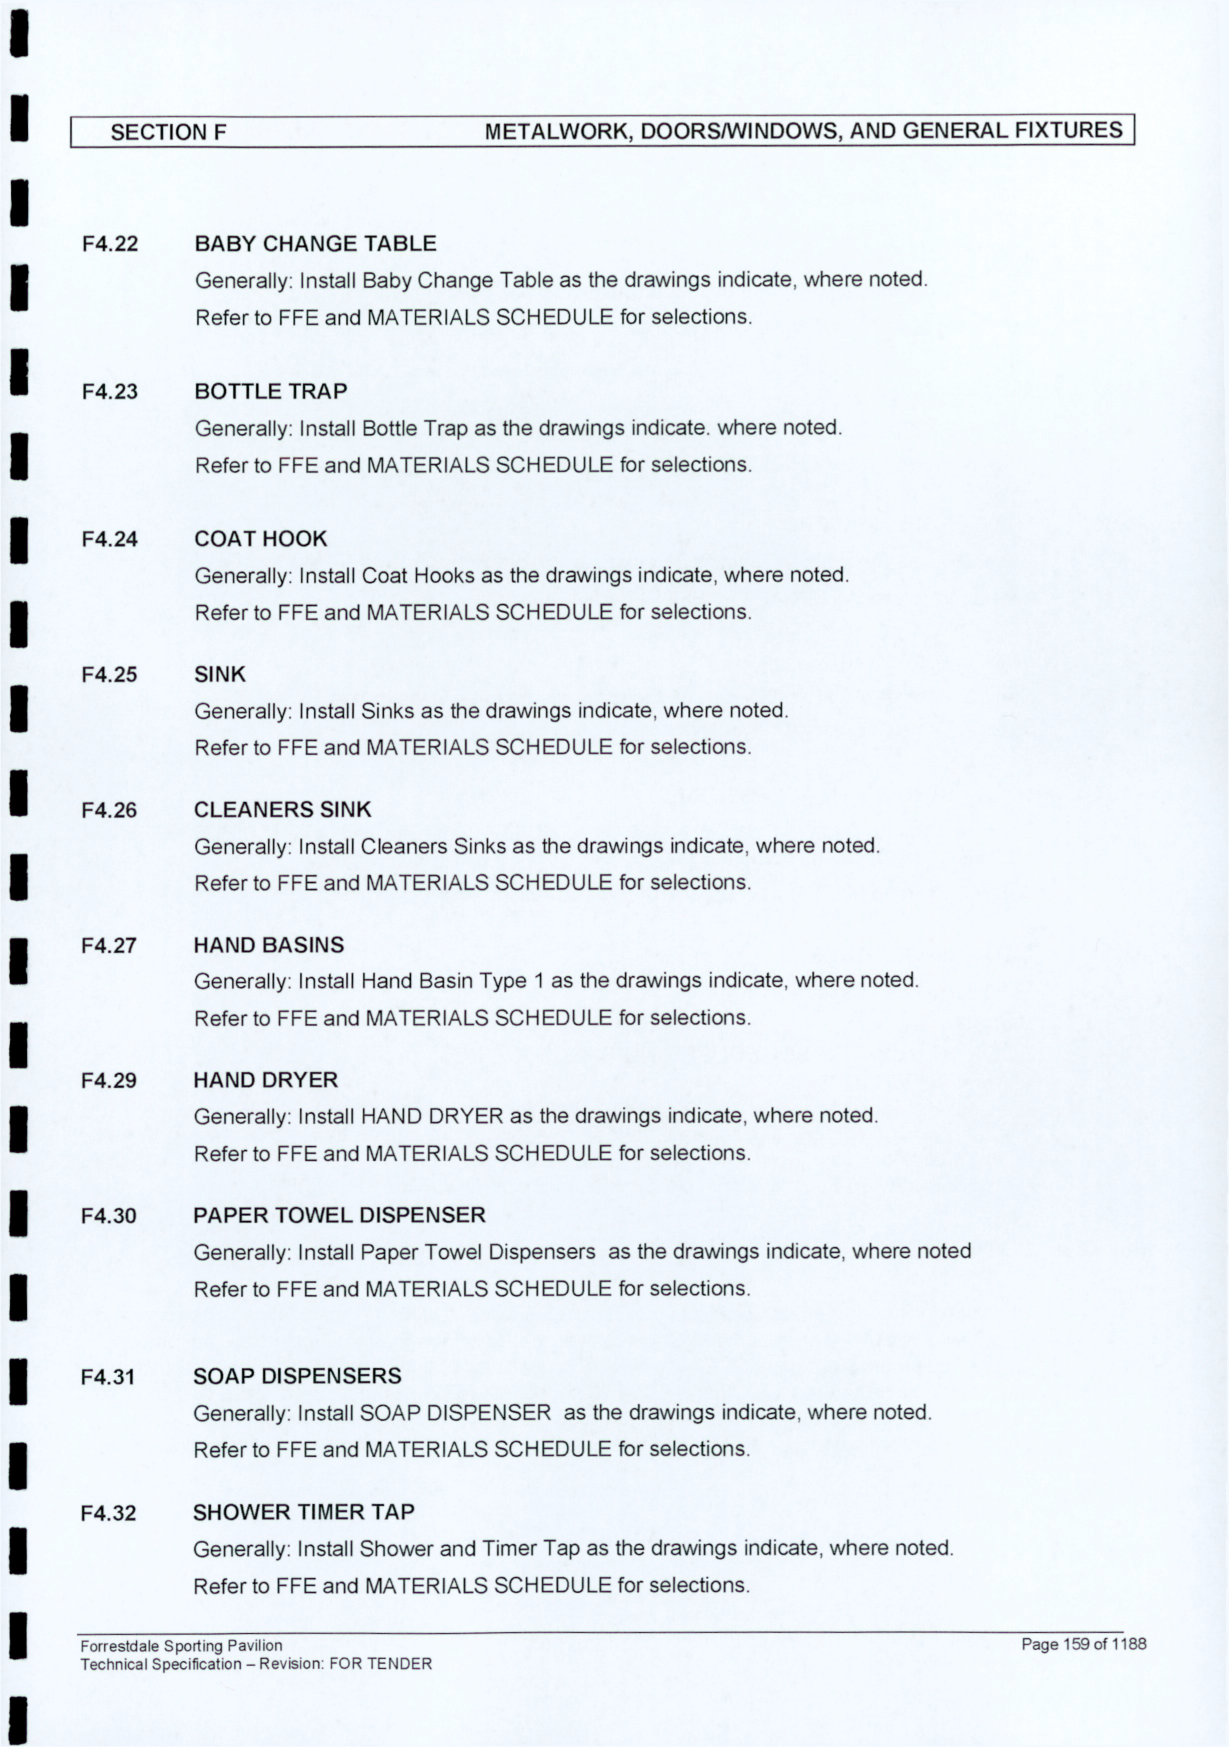 SECTION F METALWORK, DOORS/WINDOWS, AND GENERAL FIXTURES
F4.22 BABY CHANGE TABLE
Generally: Install Baby Change Table as the drawings indicate, where noted.
Refer to FFE and MATERIALS SCHEDULE for selections.
F4.23 BOTTLE TRAP
Generally: Install Bottle Trap as the drawings indicate. where noted.
Refer to FFE and MATERIALS SCHEDULE for selections.
F4.24 COAT HOOK
Generally: Install Coat Hooks as the drawings indicate, where noted.
Refer to FFE and MATERIALS SCHEDULE for selections.
F4.25 SINK
Generally: Install Sinks as the drawings indicate, where noted.
Refer to FFE and MATERIALS SCHEDULE for selections.
F4.26 CLEANERS SINK
Generally: Install Cleaners Sinks as the drawings indicate, where noted.
Refer to FFE and MATERIALS SCHEDULE for selections.
F4.27 HAND BASINS
Generally: Install Hand Basin Type 1 as the drawings indicate, where noted.
Refer to FFE and MATERIALS SCHEDULE for selections.
F4.29 HAND DRYER
Generally: Install HAND DRYER as the drawings indicate, where noted.
Refer to FFE and MATERIALS SCHEDULE for selections.
F4.30 PAPER TOWEL DISPENSER
Generally: Install Paper Towel Dispensers as the drawings indicate, where noted
Refer to FFE and MATERIALS SCHEDULE for selections.
F4.31 SOAP DISPENSERS
Generally: Install SOAP DISPENSER as the drawings indicate, where noted.
Refer to FFE and MATERIALS SCHEDULE for selections.
F4.32 SHOWER TIMER TAP
Generally: Install Shower and Timer Tap as the drawings indicate, where noted.
Refer to FFE and MATERIALS SCHEDULE for selections.
Forrestdale Sporting Pavilion Page 159 of 1188
Technical Specification – Revision: FOR TENDER